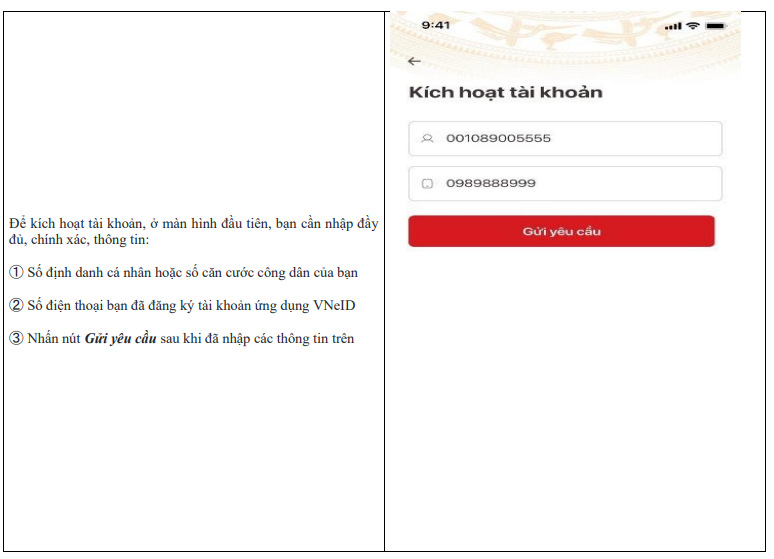 Để kích hoạt tài khoản, ở màn hình đầu tiên, bạn cần nhập đầy
đủ, chính xác, thông tin:
① Số định danh cá nhân hoặc số căn cước công dân của bạn
② Số điện thoại bạn đã đăng ký tài khoản ứng dụng VNeID
③ Nhấn nút Gửi yêu cầu sau khi đã nhập các thông tin trên
9:41
Kích hoạt tài khoản
001089005555
0989888999
Gửi yêu cầu